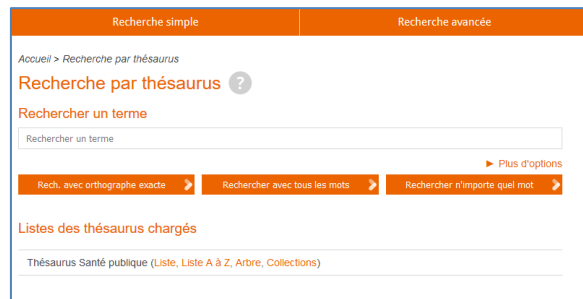 Recherche simple
Recherche avancée
Accueil > Recherche par thésaurus
Recherche par thésaurus ?
Rechercher un terme
Rechercher un terme
► Plus d'options
Rech. avec orthographe exacte
Rechercher avec tous les mots
Rechercher n'importe quel mot
Listes des thésaurus chargés
Thésaurus Santé publique (Liste, Liste A à Z, Arbre, Collections)